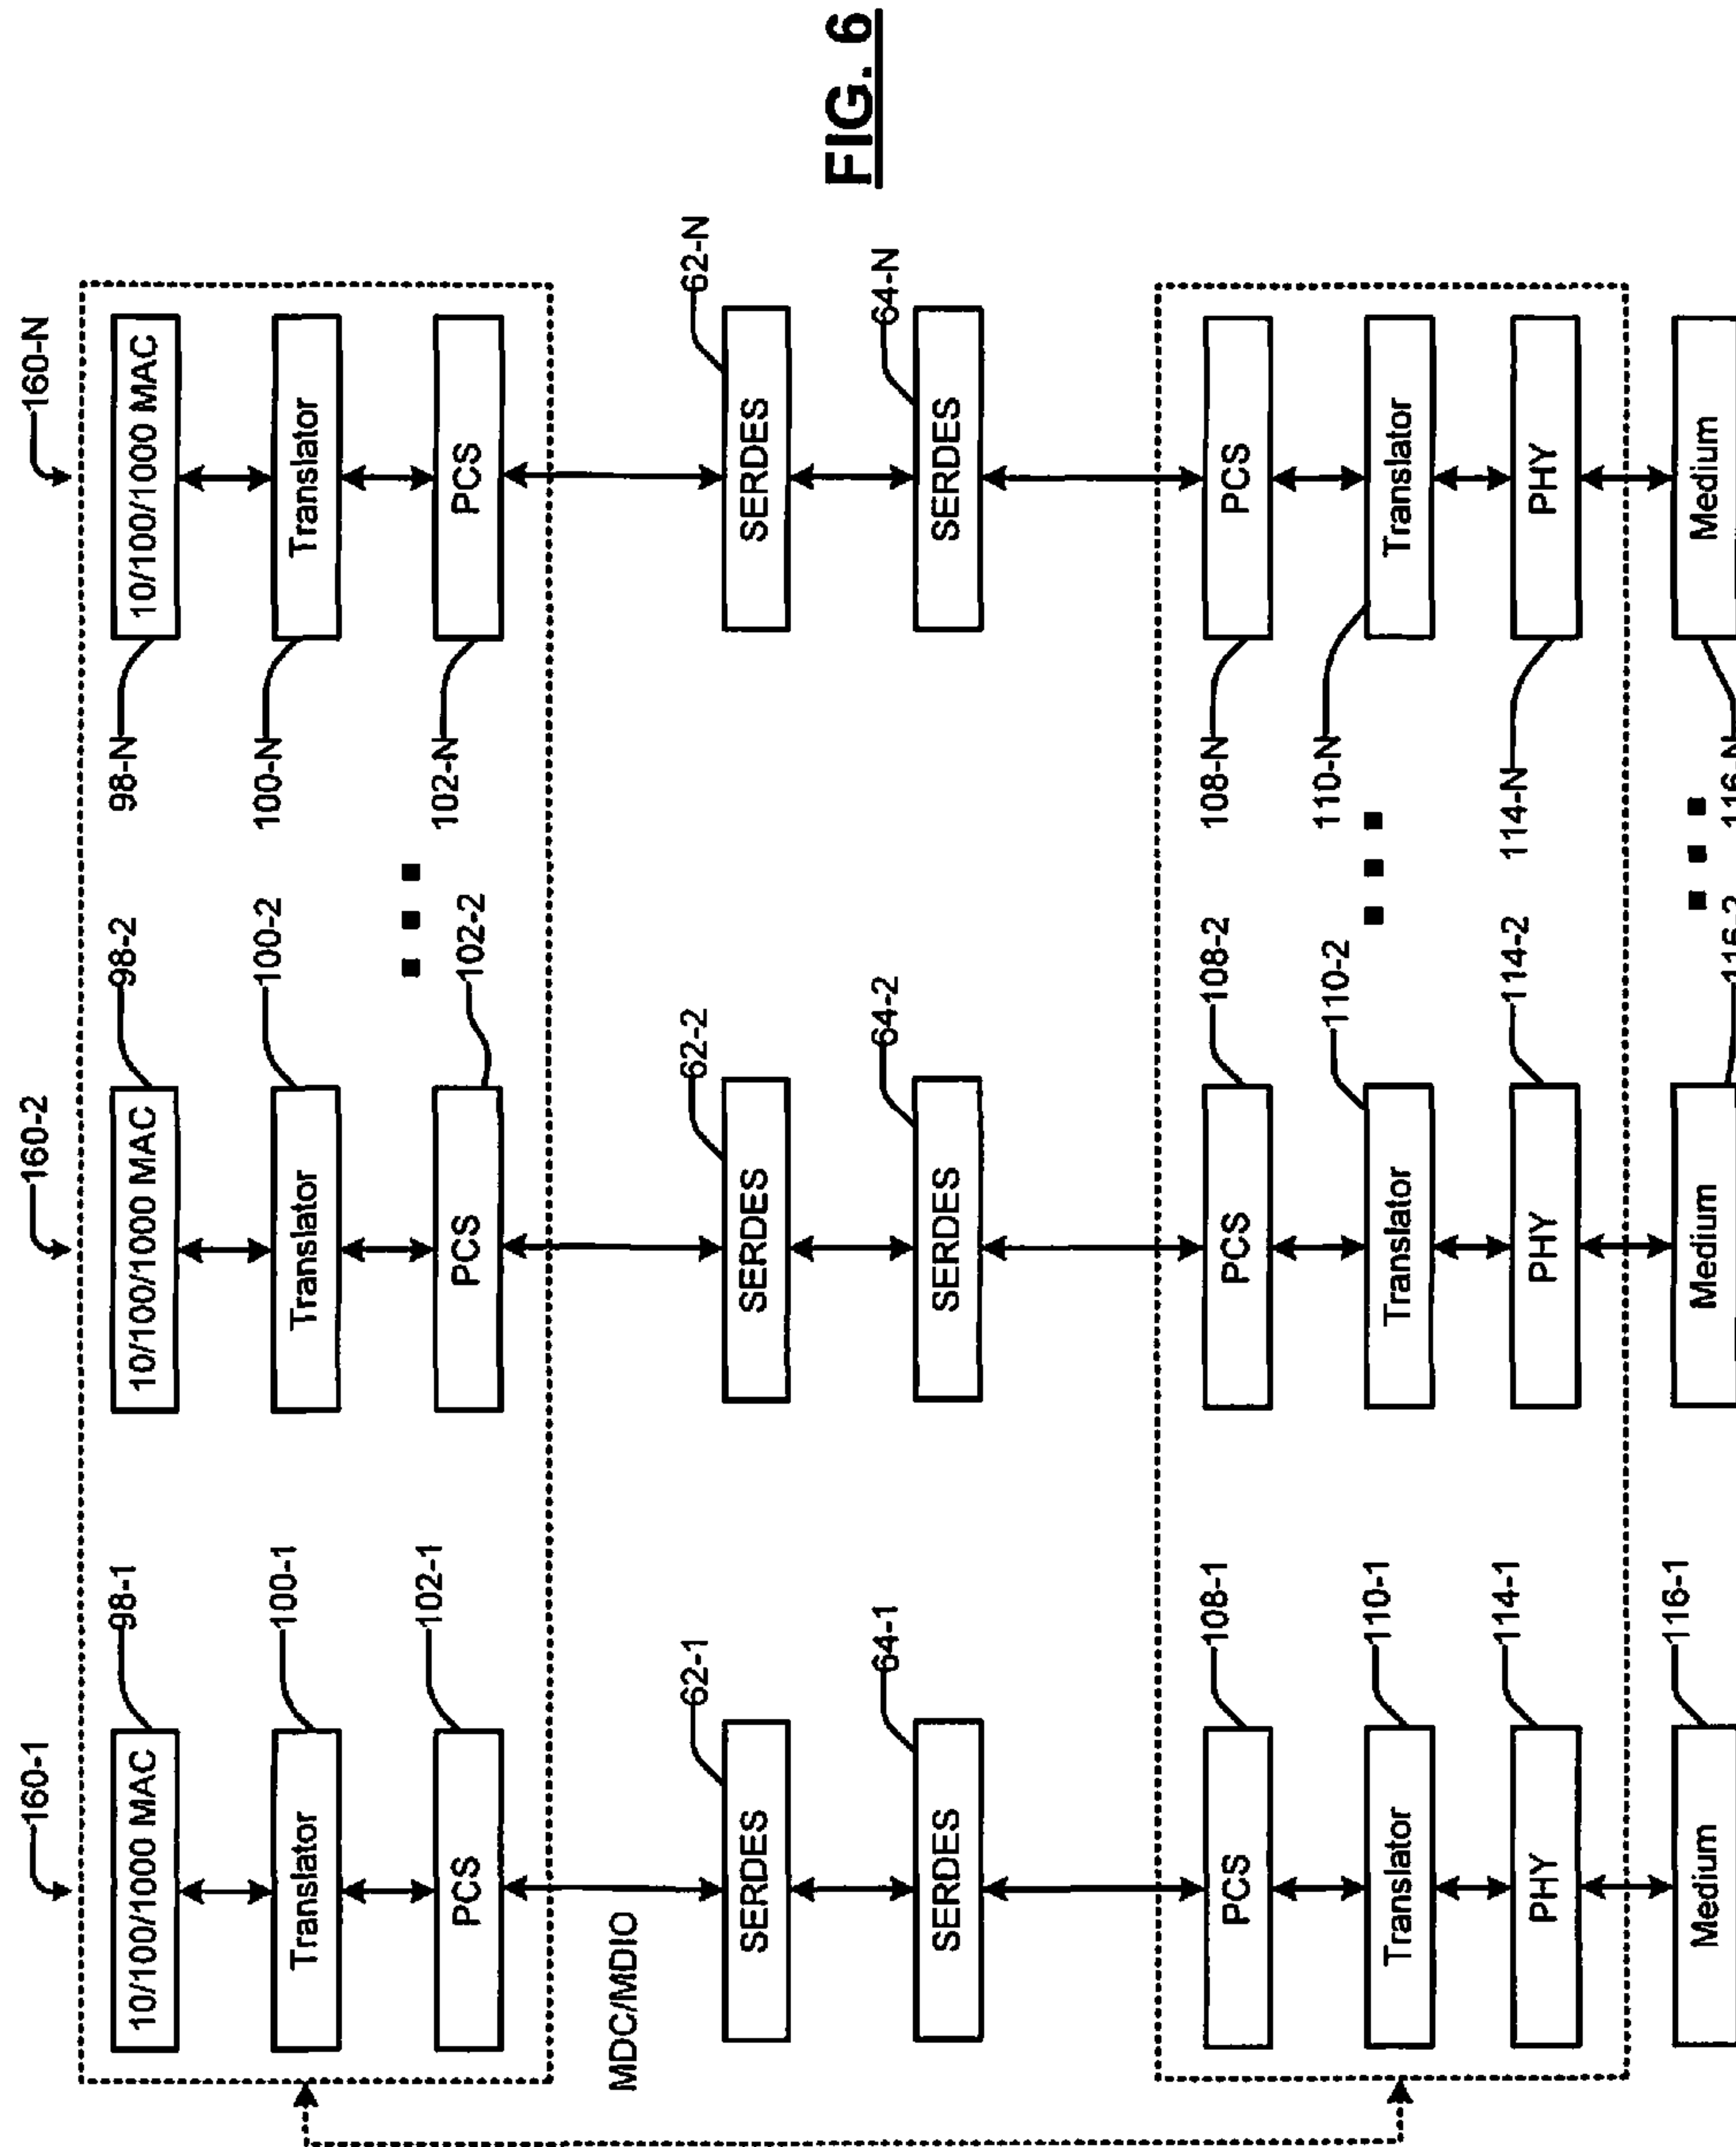 160-1
160-2
160-N
10/100/1000 MAC
98-1
10/100/1000 MAC
98-2
98-N
10/100/1000 MAC
Translator
100-1
Translator
100-2
100-N
Translator
PCS
102-1
PCS
102-2
102-N
PCS
MDC/MDIO
SERDES
62-1
SERDES
62-2
SERDES
62-N
SERDES
64-1
SERDES
64-2
SERDES
64-N
PCS
108-1
PCS
108-2
108-N
PCS
Translator
110-1
Translator
110-2
110-N
Translator
PHY
114-1
PHY
114-2
114-N
PHY
Medium
116-1
Medium
116-2
116-N
Medium
FIG. 6